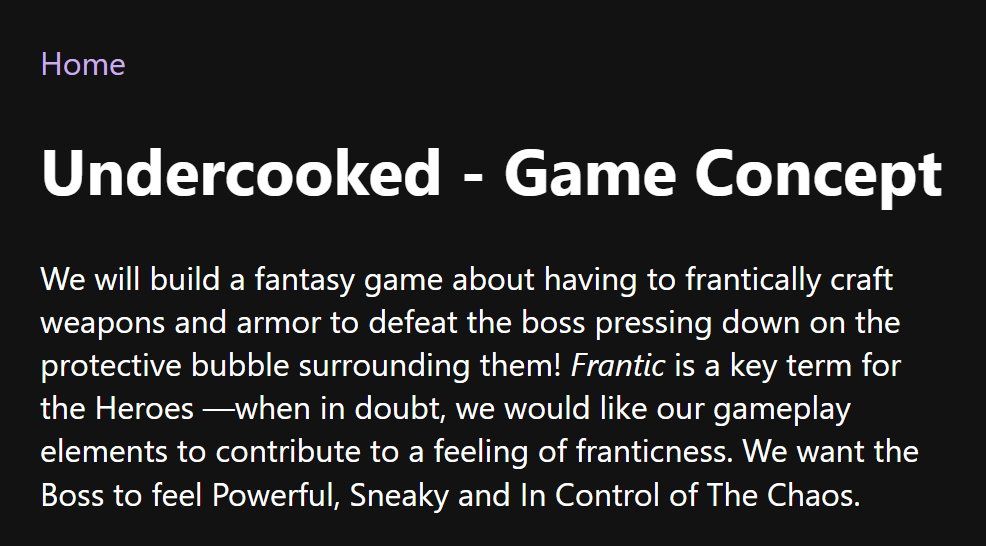 Home
Undercooked - Game Concept
We will build a fantasy game about having to frantically craft
weapons and armor to defeat the boss pressing down on the
protective bubble surrounding them! Frantic is a key term for
the Heroes —when in doubt, we would like our gameplay
elements to contribute to a feeling of franticness. We want the
Boss to feel Powerful, Sneaky and In Control of The Chaos.